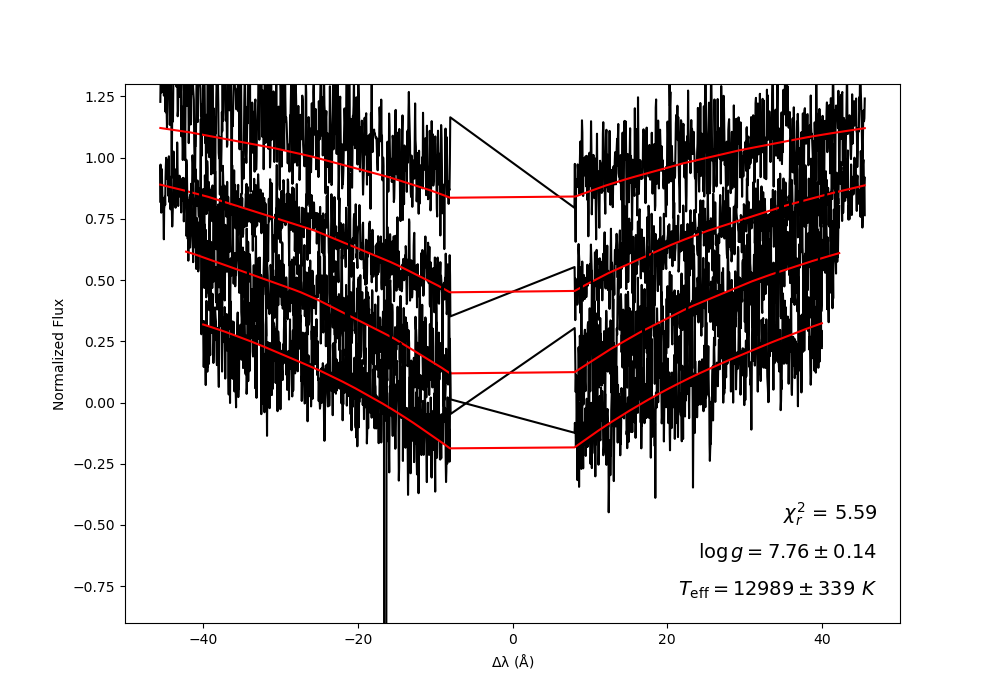 Normalized Flux
1.25
1.00
0.75
0.50
0.25
0.00
−0.25
−0.50
−0.75
χ²ᵣ = 5.59
log g = 7.76 ± 0.14
T_eff = 12989 ± 339 K
−40
−20
0
20
40
Δλ (Å)